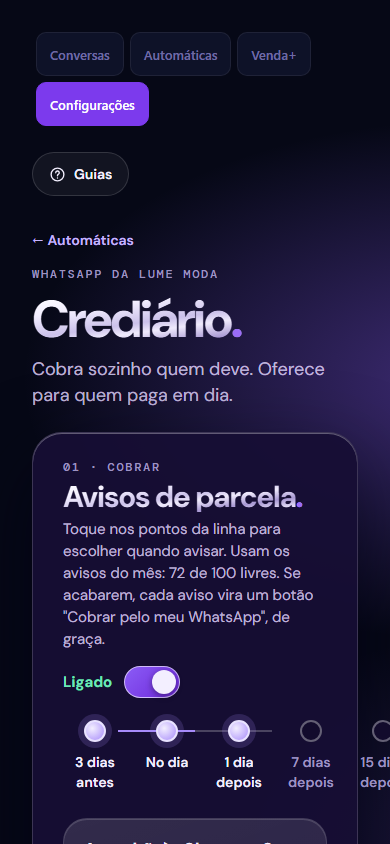 Conversas Automáticas Venda+
Configurações
Guias
← Automáticas
WHATSAPP DA LUME MODA
Crediário.
Cobra sozinho quem deve. Oferece
para quem paga em dia.
01 · COBRAR
Avisos de parcela.
Toque nos pontos da linha para
escolher quando avisar. Usam os
avisos do mês: 72 de 100 livres. Se
acabarem, cada aviso vira um botão
"Cobrar pelo meu WhatsApp", de
graça.
Ligado
3 dias No dia 1 dia 7 dias 15 di
antes depois depois depo